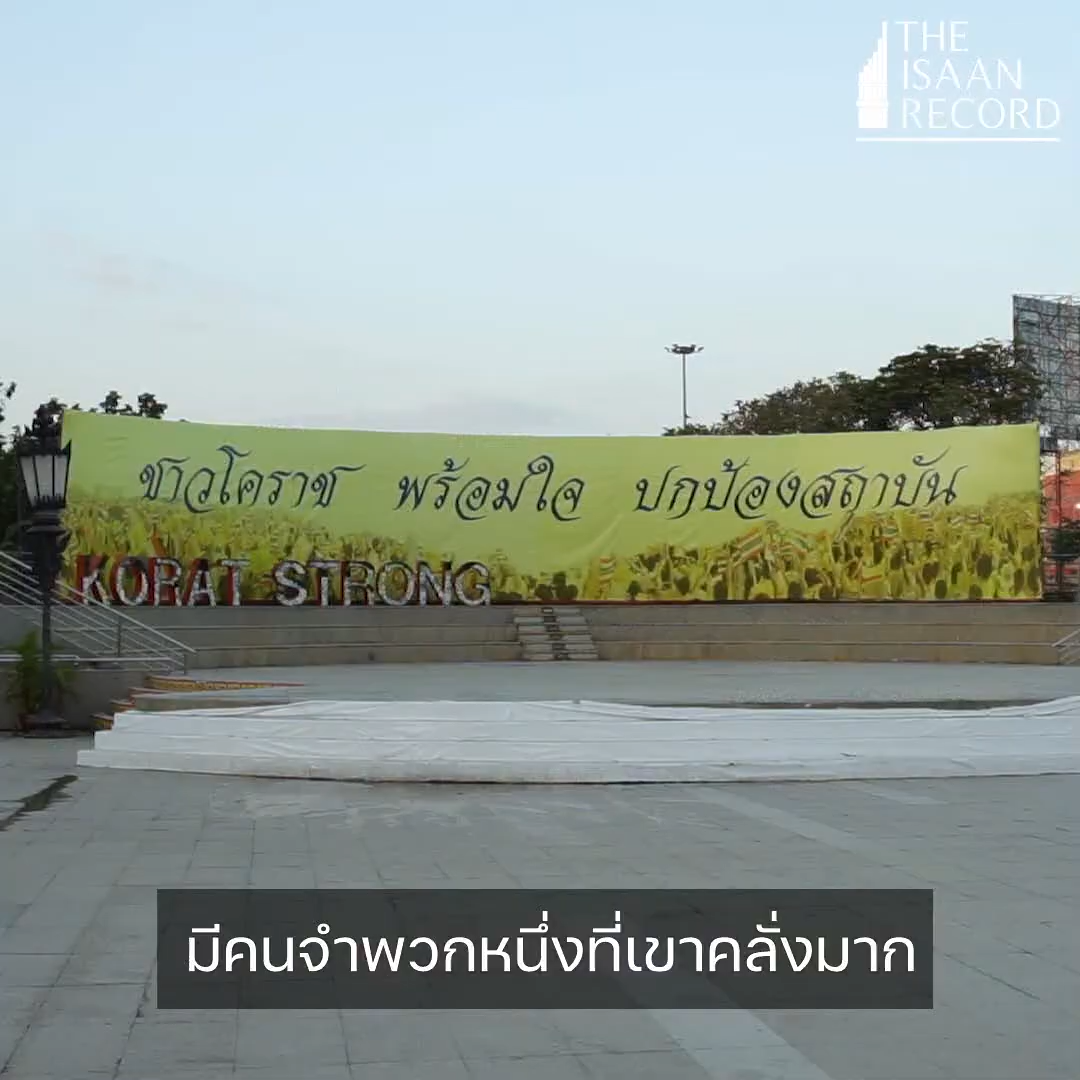 THE
ISAAN
RECORD
ชาวโคราช พร้อมใจ ปกป้องสถาบัน
KORAT STRONG
มีคนจำพวกหนึ่งที่เขาคลั่งมาก